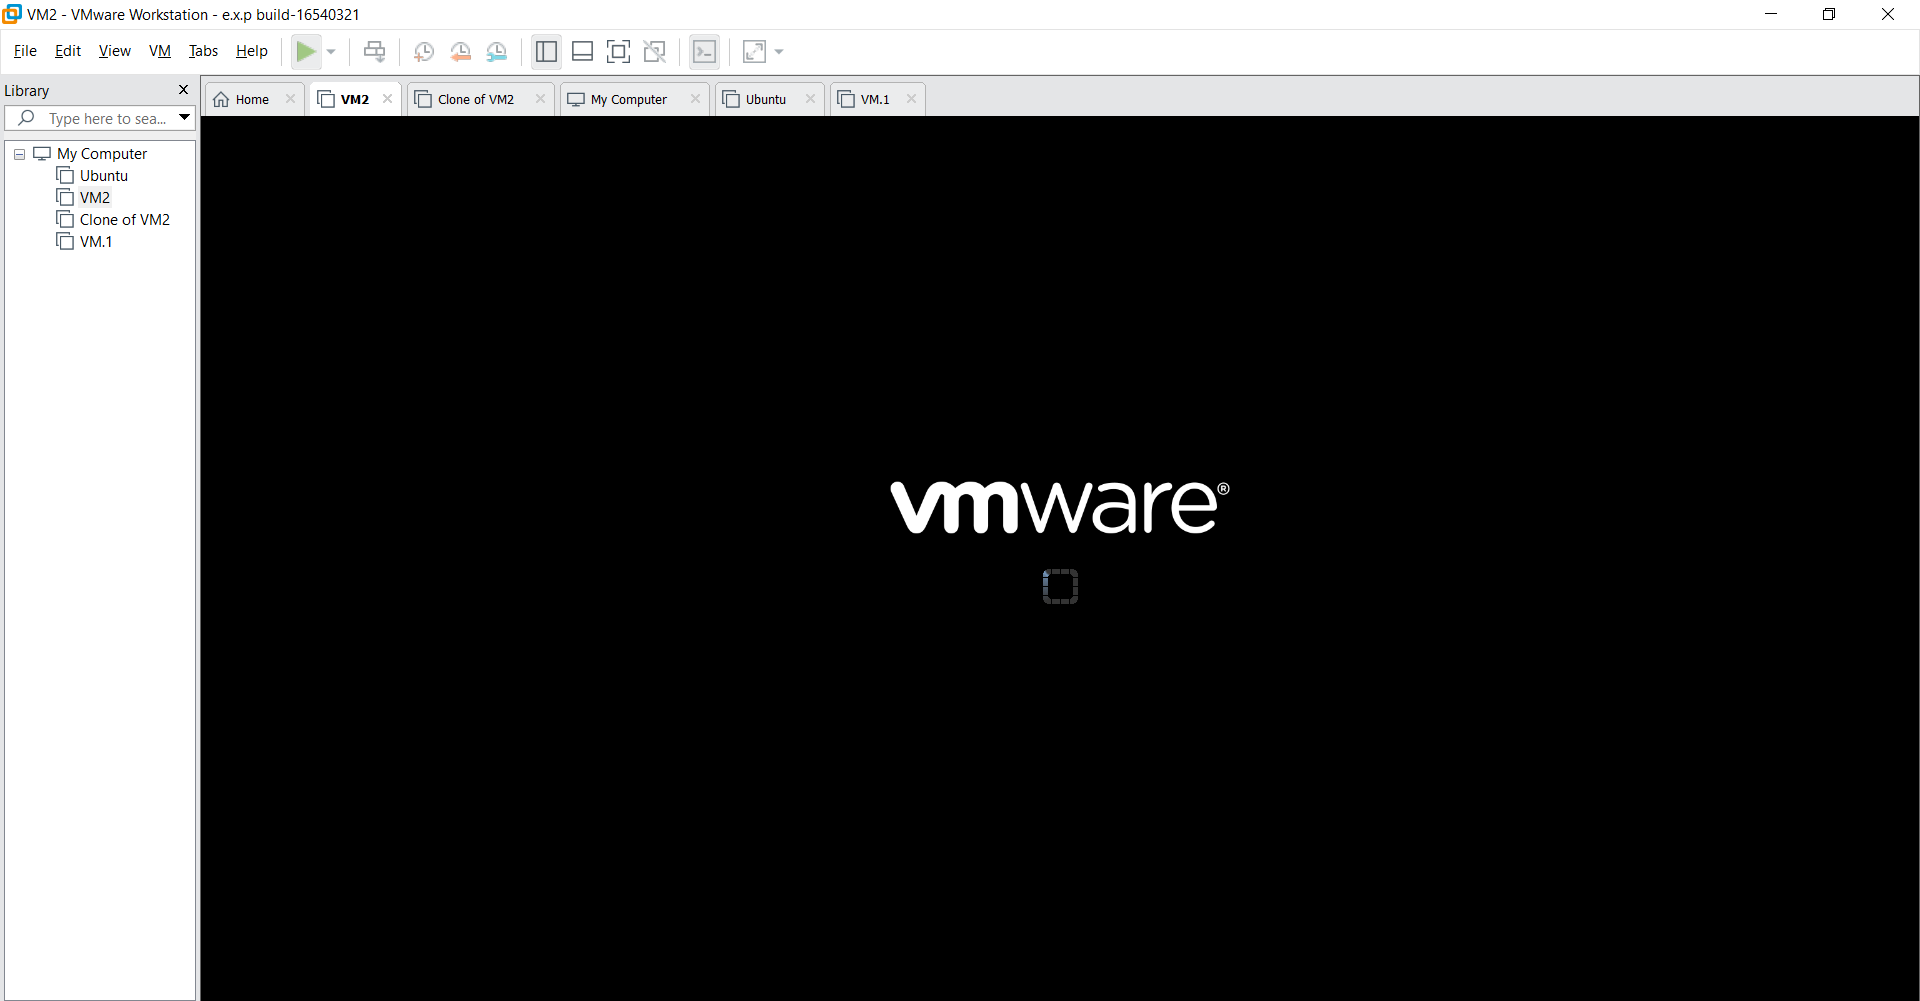 VM2 - VMware Workstation - e.x.p build-16540321
File Edit View VM Tabs Help
Library
Type here to sea...
My Computer
Ubuntu
VM2
Clone of VM2
VM.1
Home
VM2
Clone of VM2
My Computer
Ubuntu
VM.1
vmware®